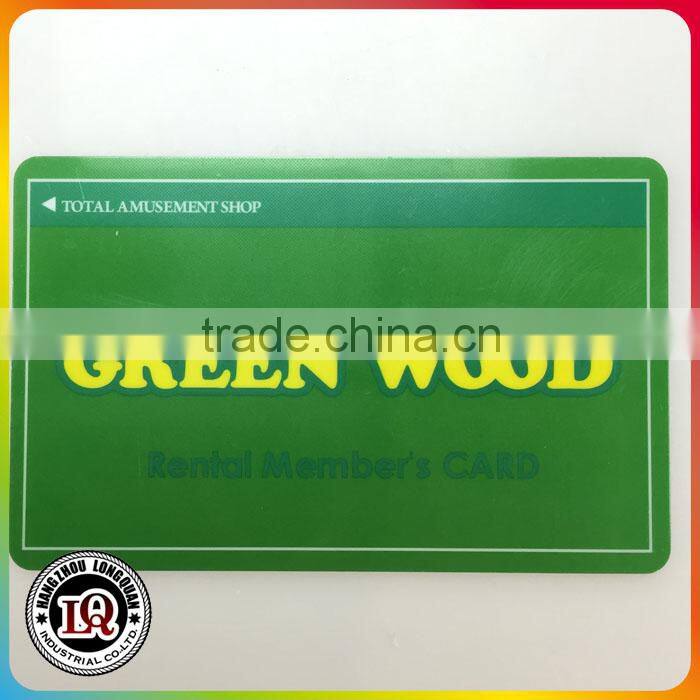 ◀ TOTAL AMUSEMENT SHOP
trade.china.cn
GREEN WOOD
Rental Member's CARD
HANGZHOU LONGQUAN
LQ
INDUSTRIAL CO.,LTD.